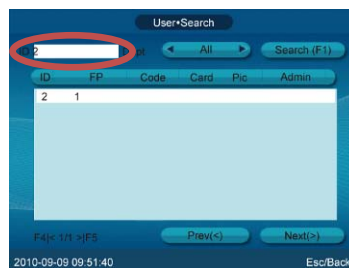 User•Search
ID 2 Dept All Search (F1)
ID FP Code Card Pic Admin
2 1
F4|< 1/1 >|F5 Prev(<) Next(>)
2010-09-09 09:51:40 Esc/Back